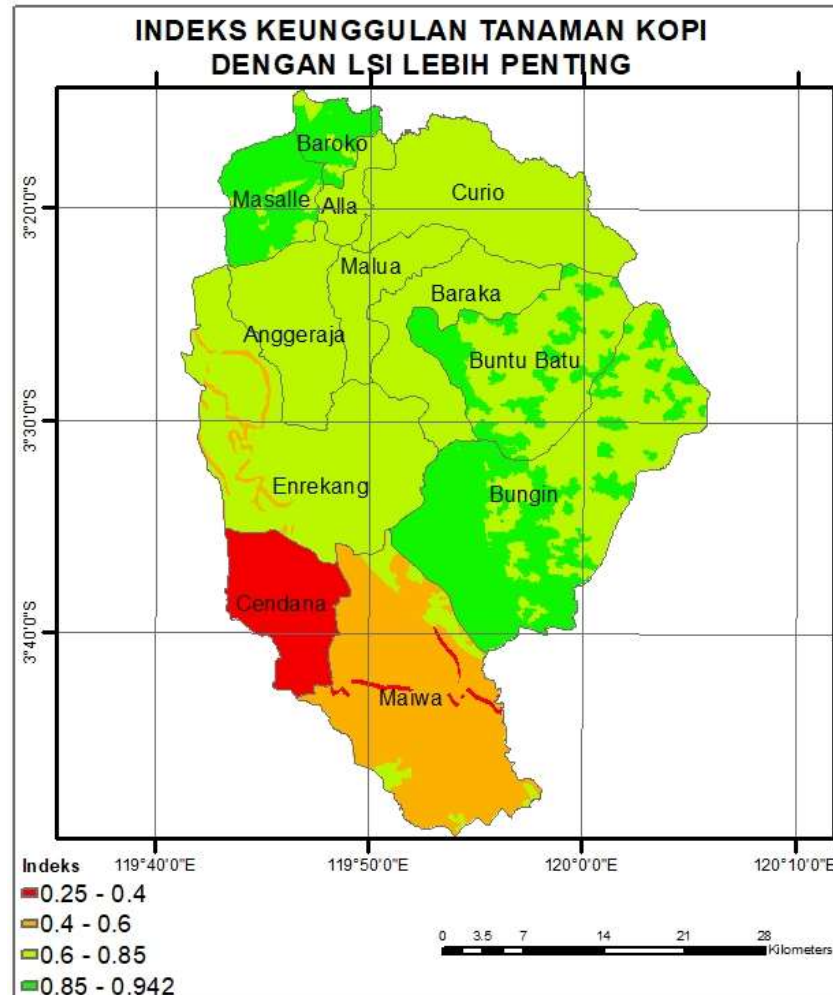 INDEKS KEUNGGULAN TANAMAN KOPI
DENGAN LSI LEBIH PENTING
Baroko
Masalle
Alla
Curio
3°20'0"S
Malua
Baraka
Anggeraja
Buntu Batu
3°30'0"S
Enrekang
Bungin
Cendana
3°40'0"S
Maiwa
119°40'0"E
119°50'0"E
120°0'0"E
120°10'0"E
Indeks
0.25 - 0.4
0.4 - 0.6
0.6 - 0.85
0.85 - 0.942
0 3.5 7 14 21 28
Kilometers